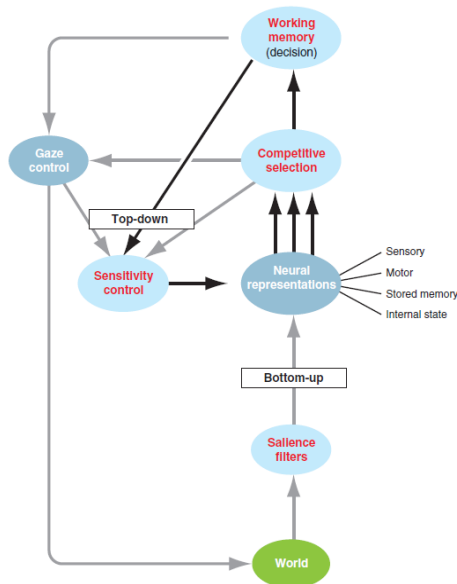 Working
memory
(decision)
Gaze
control
Competitive
selection
Top-down
Sensitivity
control
Neural
representations
Sensory
Motor
Stored memory
Internal state
Bottom-up
Salience
filters
World